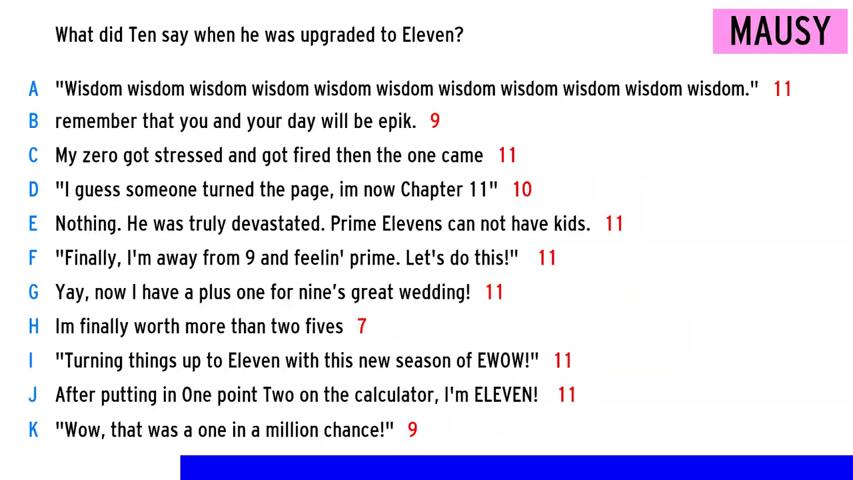 What did Ten say when he was upgraded to Eleven?
MAUSY
A "Wisdom wisdom wisdom wisdom wisdom wisdom wisdom wisdom wisdom wisdom wisdom." 11
B remember that you and your day will be epik. 9
C My zero got stressed and got fired then the one came 11
D "I guess someone turned the page, im now Chapter 11" 10
E Nothing. He was truly devastated. Prime Elevens can not have kids. 11
F "Finally, I'm away from 9 and feelin' prime. Let's do this!" 11
G Yay, now I have a plus one for nine's great wedding! 11
H Im finally worth more than two fives 7
I "Turning things up to Eleven with this new season of EWOW!" 11
J After putting in One point Two on the calculator, I'm ELEVEN! 11
K "Wow, that was a one in a million chance!" 9